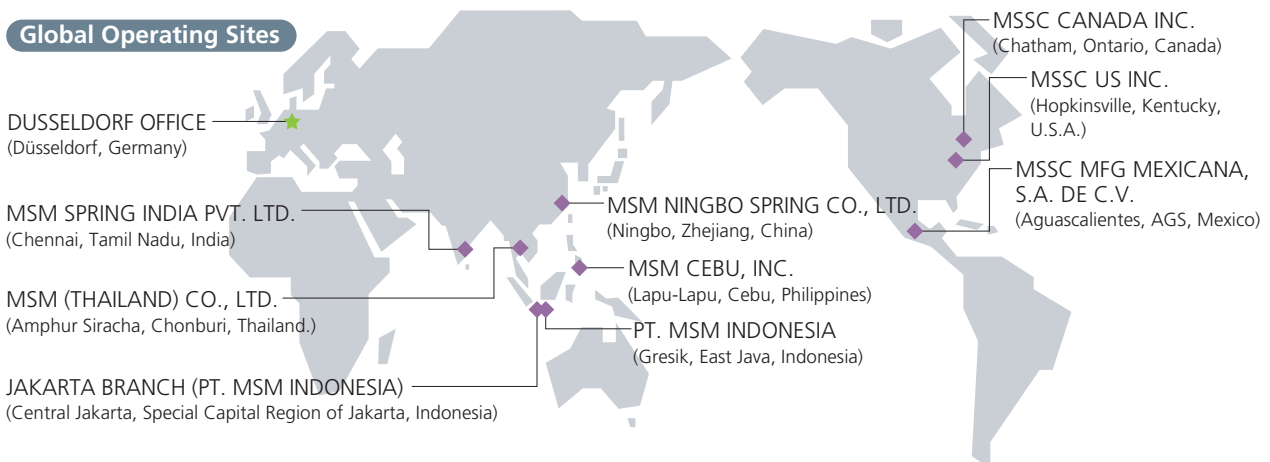 Global Operating Sites
DUSSELDORF OFFICE
(Düsseldorf, Germany)
MSM SPRING INDIA PVT. LTD.
(Chennai, Tamil Nadu, India)
MSM (THAILAND) CO., LTD.
(Amphur Siracha, Chonburi, Thailand.)
JAKARTA BRANCH (PT. MSM INDONESIA)
(Central Jakarta, Special Capital Region of Jakarta, Indonesia)
MSM NINGBO SPRING CO., LTD.
(Ningbo, Zhejiang, China)
MSM CEBU, INC.
(Lapu-Lapu, Cebu, Philippines)
PT. MSM INDONESIA
(Gresik, East Java, Indonesia)
MSSC CANADA INC.
(Chatham, Ontario, Canada)
MSSC US INC.
(Hopkinsville, Kentucky,
U.S.A.)
MSSC MFG MEXICANA,
S.A. DE C.V.
(Aguascalientes, AGS, Mexico)